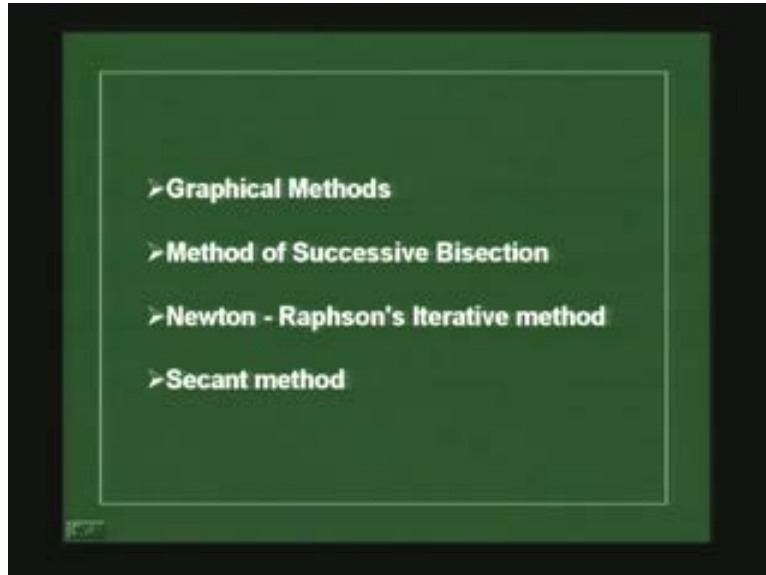 ➢Graphical Methods
➢Method of Successive Bisection
➢Newton - Raphson's Iterative method
➢Secant method